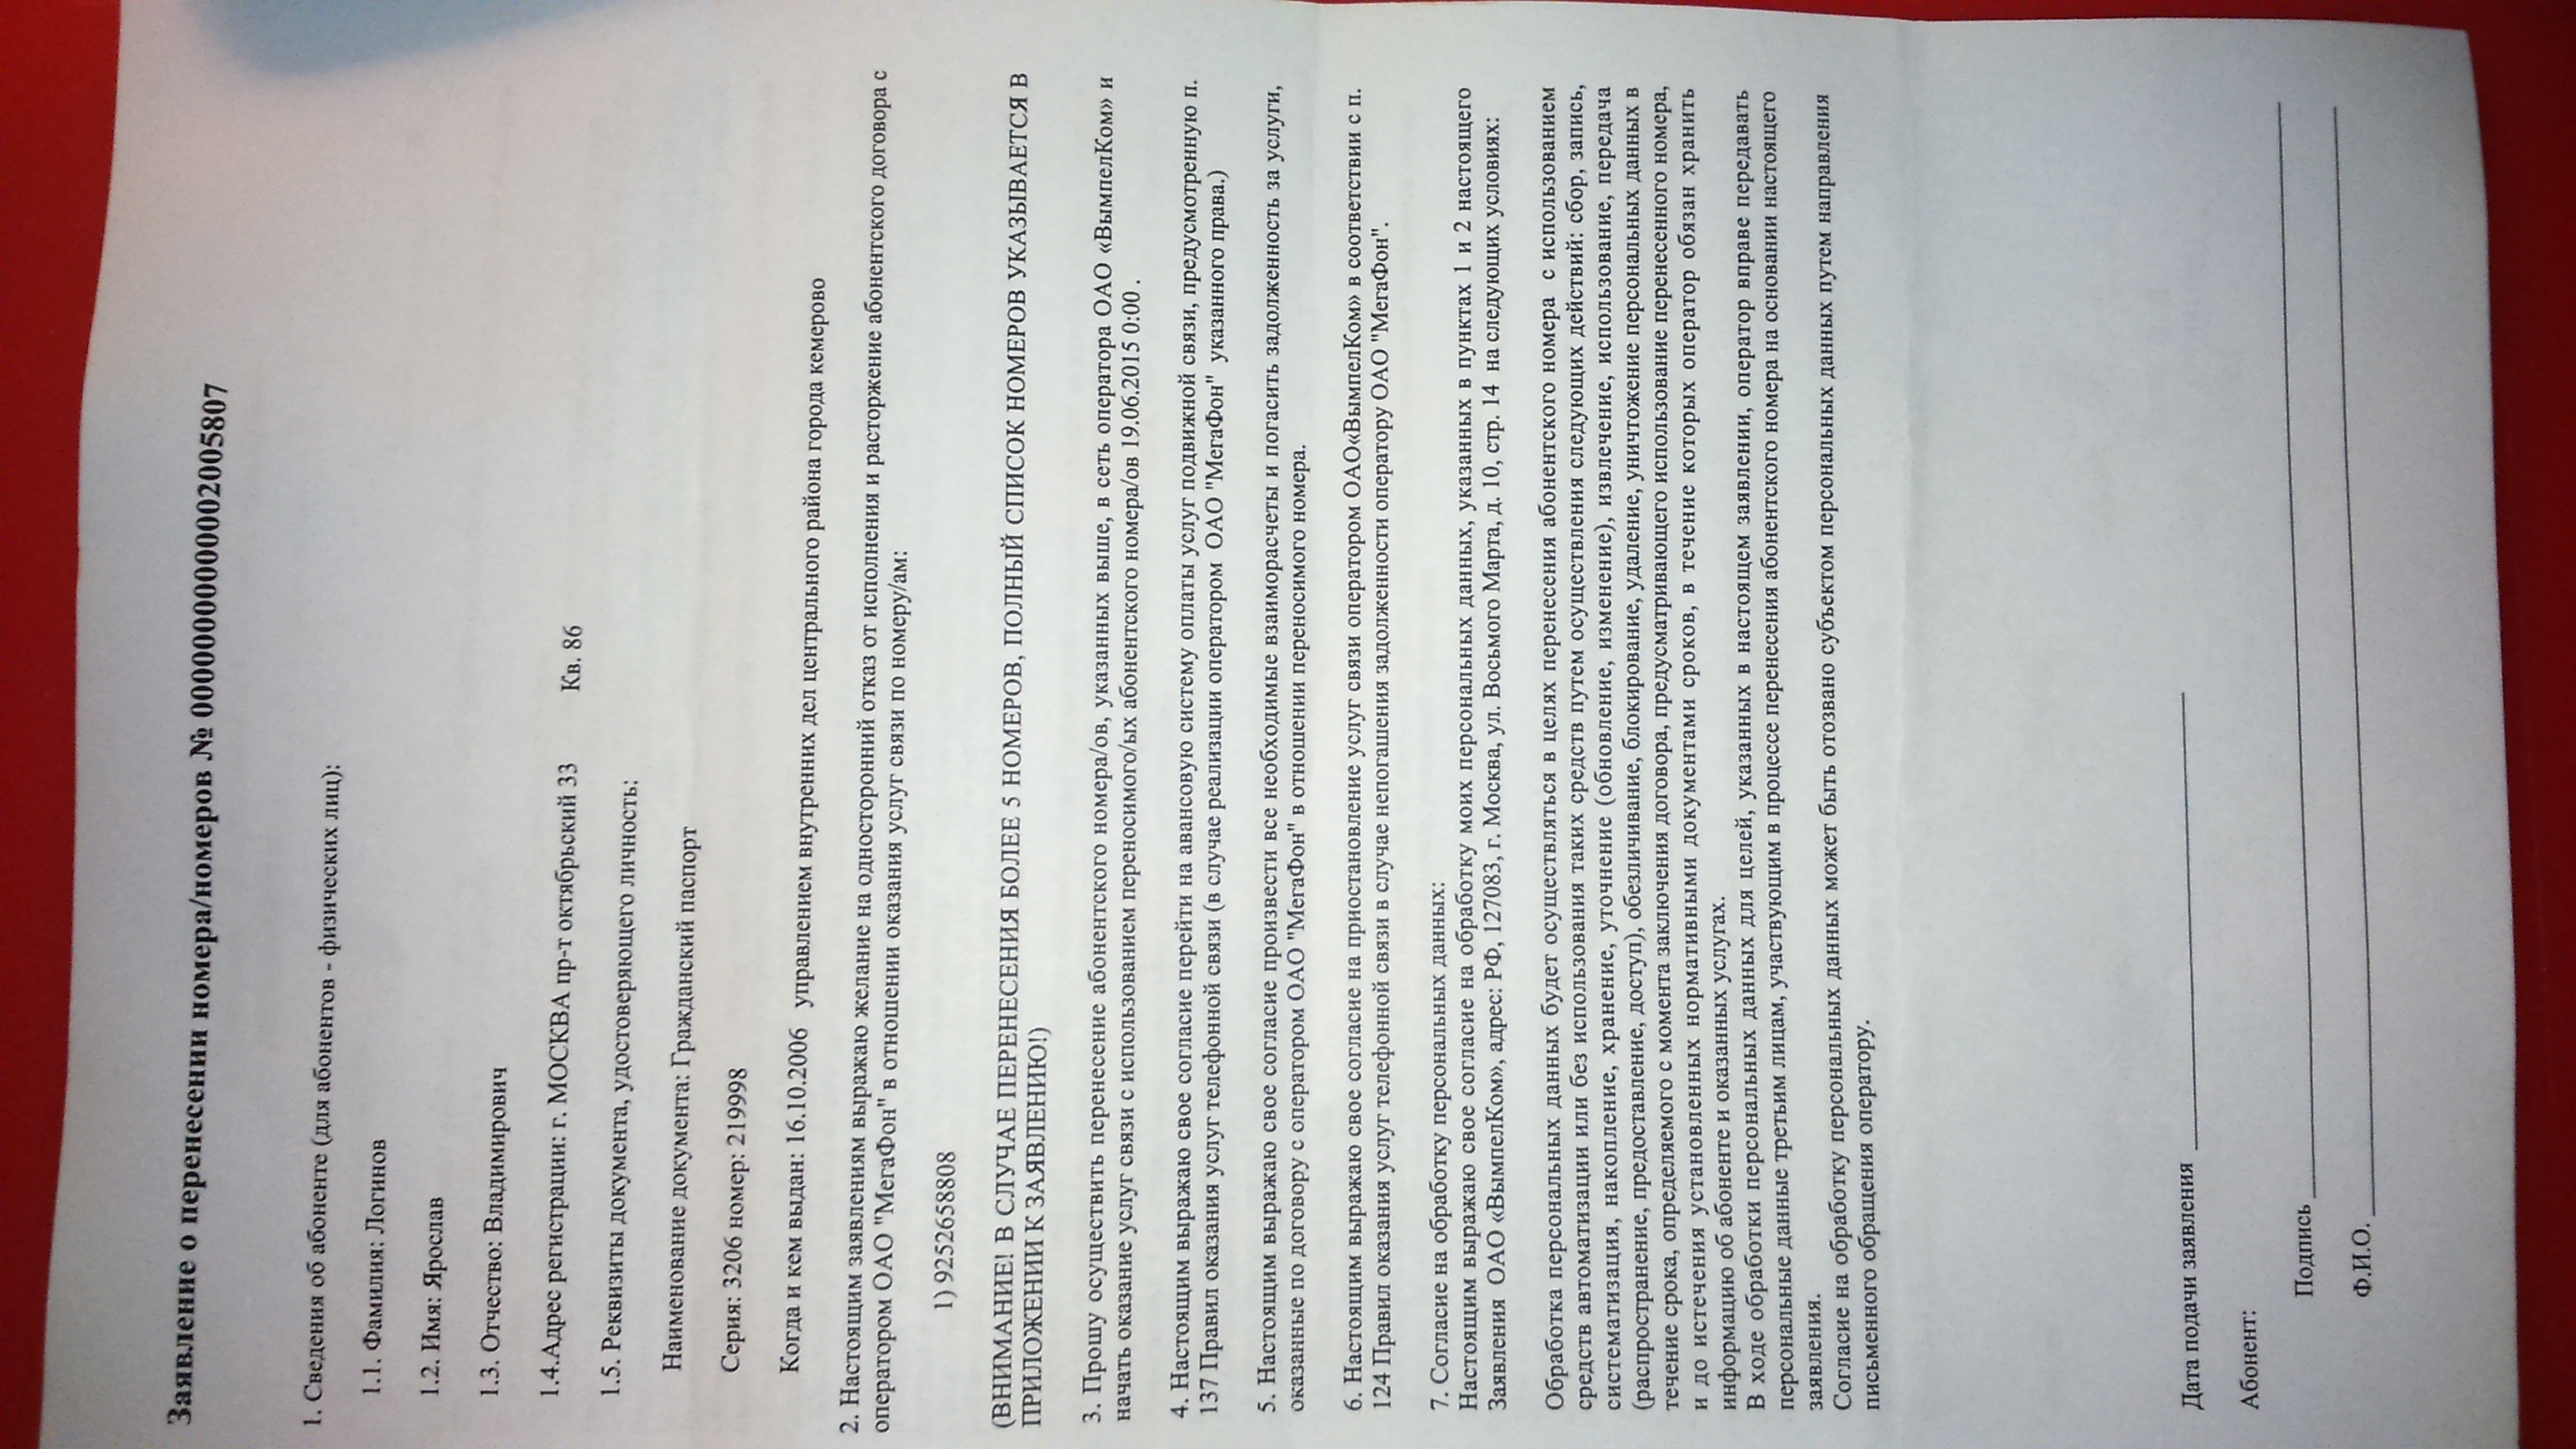 Заявление о перенесении номера/номеров № 00000000000002005807
1. Сведения об абоненте (для абонентов - физических лиц):
1.1. Фамилия: Логинов
1.2. Имя: Ярослав
1.3. Отчество: Владимирович
1.4.Адрес регистрации: г. МОСКВА пр-т октябрьский 33 Кв. 86
1.5. Реквизиты документа, удостоверяющего личность:
Наименование документа: Гражданский паспорт
Серия: 3206 номер: 219998
Когда и кем выдан: 16.10.2006 управлением внутренних дел центрального района города кемерово
2. Настоящим заявлениям выражаю желание на односторонний отказ от исполнения и расторжение абонентского договора с
оператором ОАО "МегаФон" в отношении оказания услуг связи по номеру/ам:
1) 9252658808
(ВНИМАНИЕ! В СЛУЧАЕ ПЕРЕНЕСЕНИЯ БОЛЕЕ 5 НОМЕРОВ, ПОЛНЫЙ СПИСОК НОМЕРОВ УКАЗЫВАЕТСЯ В
ПРИЛОЖЕНИИ К ЗАЯВЛЕНИЮ!)
3. Прошу осуществить перенесение абонентского номера/ов, указанных выше, в сеть оператора ОАО «ВымпелКом» и
начать оказание услуг связи с использованием переносимого/ых абонентского номера/ов 19.06.2015 0:00 .
4. Настоящим выражаю свое согласие перейти на авансовую систему оплаты услуг подвижной связи, предусмотренную п.
137 Правил оказания услуг телефонной связи (в случае реализации оператором ОАО "МегаФон" указанного права.)
5. Настоящим выражаю свое согласие произвести все необходимые взаиморасчеты и погасить задолженность за услуги,
оказанные по договору с оператором ОАО "МегаФон" в отношении переносимого номера.
6. Настоящим выражаю свое согласие на приостановление услуг связи оператором ОАО«ВымпелКом» в соответствии с п.
124 Правил оказания услуг телефонной связи в случае непогашения задолженности оператору ОАО "МегаФон".
7. Согласие на обработку персональных данных:
Настоящим выражаю свое согласие на обработку моих персональных данных, указанных в пунктах 1 и 2 настоящего
Заявления ОАО «ВымпелКом», адрес: РФ, 127083, г. Москва, ул. Восьмого Марта, д. 10, стр. 14 на следующих условиях:
Обработка персональных данных будет осуществляться в целях перенесения абонентского номера с использованием
средств автоматизации или без использования таких средств путем осуществления следующих действий: сбор, запись,
систематизация, накопление, хранение, уточнение (обновление, изменение), извлечение, использование, передача
(распространение, предоставление, доступ), обезличивание, блокирование, удаление, уничтожение персональных данных в
течение срока, определяемого с момента заключения договора, предусматривающего использование перенесенного номера,
и до истечения установленных нормативными документами сроков, в течение которых оператор обязан хранить
информацию об абоненте и оказанных услугах.
В ходе обработки персональных данных для целей, указанных в настоящем заявлении, оператор вправе передавать
персональные данные третьим лицам, участвующим в процессе перенесения абонентского номера на основании настоящего
заявления.
Согласие на обработку персональных данных может быть отозвано субъектом персональных данных путем направления
письменного обращения оператору.
Дата подачи заявления
Абонент:
Подпись
Ф.И.О.